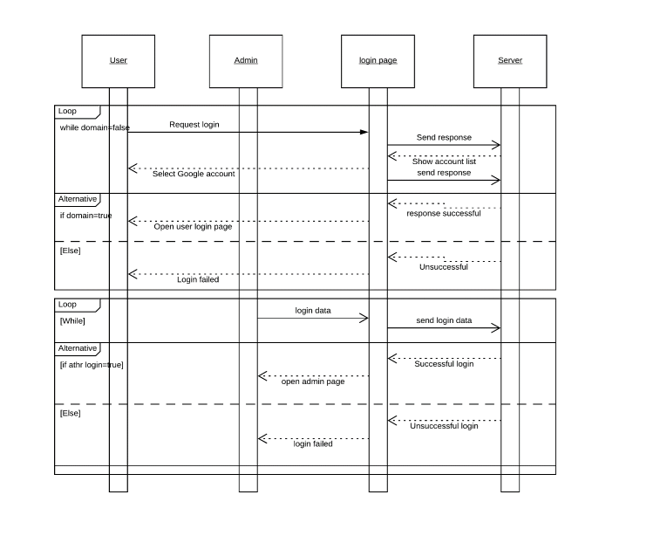 User
Admin
login page
Server
Loop
while domain=false
Request login
Send response
Show account list
Select Google account
send response
Alternative
if domain=true
response successful
Open user login page
[Else]
Unsuccessful
Login failed
Loop
[While]
login data
send login data
Alternative
[if athr login=true]
Successful login
open admin page
[Else]
Unsuccessful login
login failed